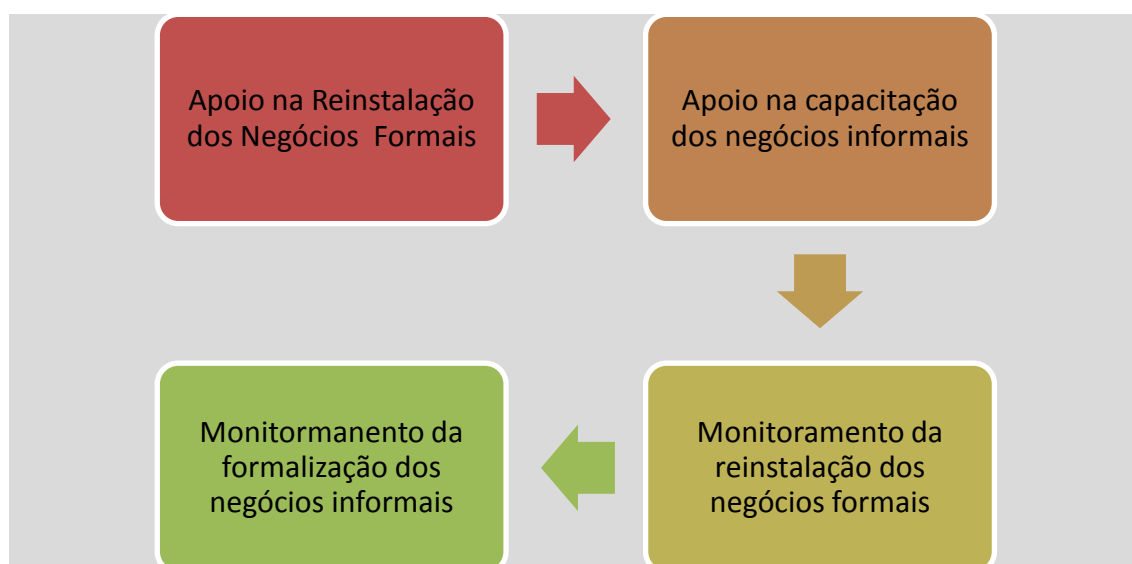 Apoio na Reinstalação
dos Negócios  Formais
Apoio na capacitação
dos negócios informais
Monitoramento da
reinstalação dos
negócios formais
Monitormanento da
formalização dos
negócios informais